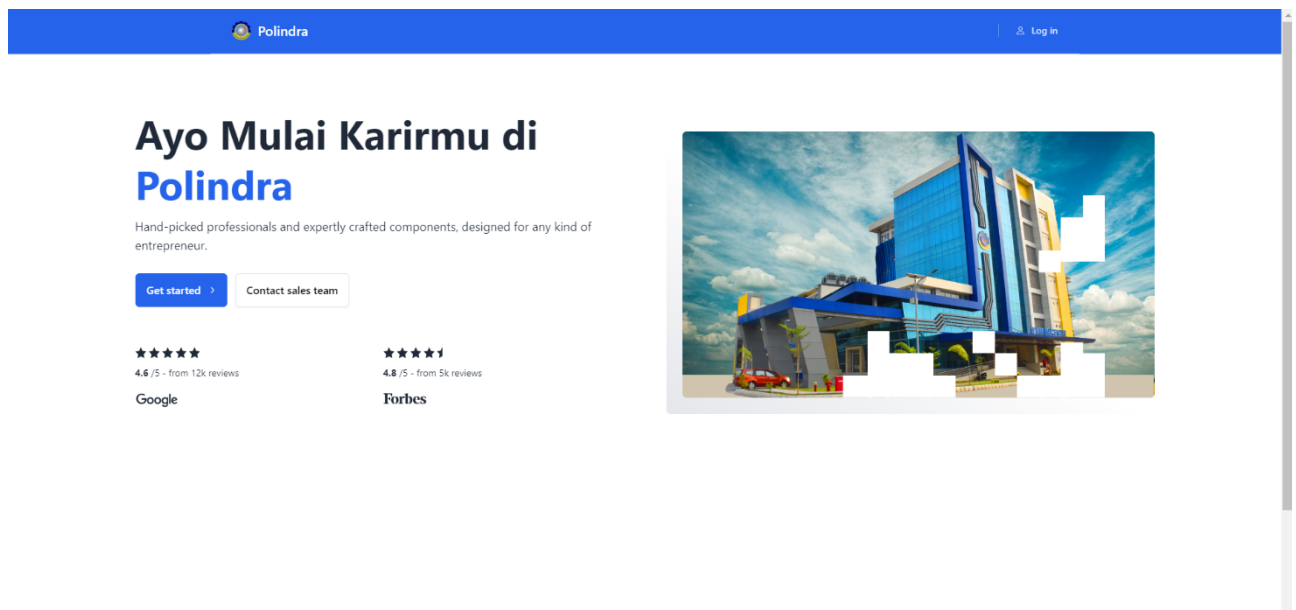 Polindra
Log in
Ayo Mulai Karirmu di
Polindra
Hand-picked professionals and expertly crafted components, designed for any kind of
entrepreneur.
Get started
Contact sales team
4.6 /5 - from 12k reviews
4.8 /5 - from 5k reviews
Google
Forbes